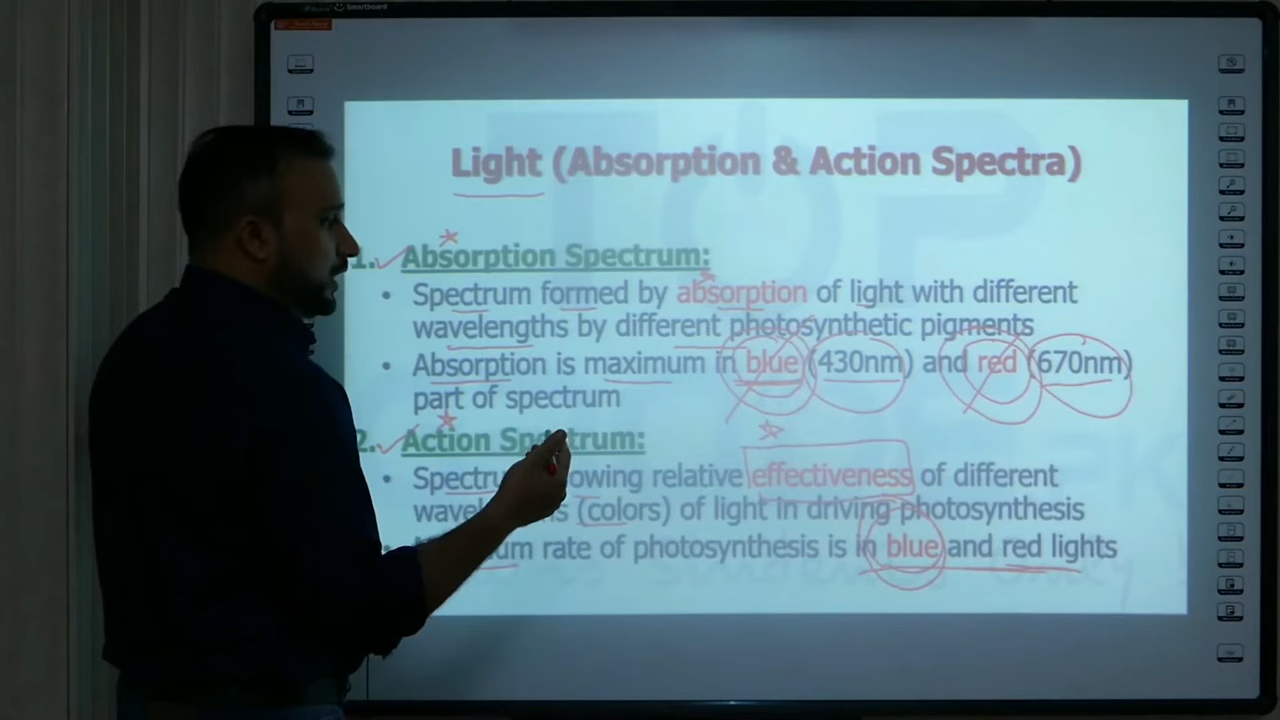 Smartboard
Light (Absorption & Action Spectra)
1. Absorption Spectrum:
• Spectrum formed by absorption of light with different
wavelengths by different photosynthetic pigments
• Absorption is maximum in blue (430nm) and red (670nm)
part of spectrum
2. Action Spectrum:
• relative effectiveness of different
(colors) of light in driving photosynthesis
• rate of photosynthesis is in blue and red lights